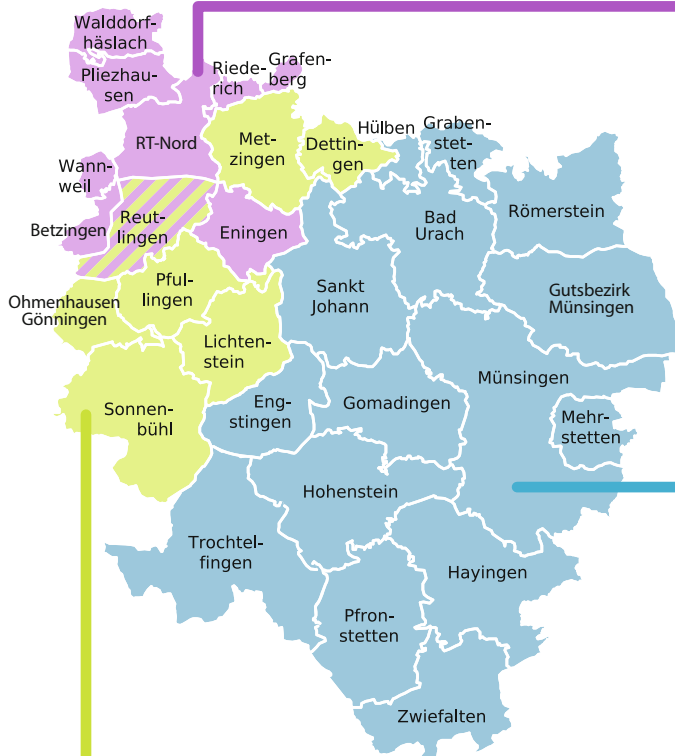 Walddorf-
häslach
Pliezhau-
sen
Riede-
rich
Grafen-
berg
RT-Nord
Met-
zingen
Dettin-
gen
Hülben
Graben-
stet-
ten
Wann-
weil
Betzingen
Reut-
lingen
Eningen
Bad
Urach
Römerstein
Ohmenhausen
Gönningen
Pful-
lingen
Sankt
Johann
Gutsbezirk
Münsingen
Lichten-
stein
Münsingen
Sonnen-
bühl
Eng-
stingen
Gomadingen
Mehr-
stetten
Hohenstein
Trochtel-
fingen
Hayingen
Pfron-
stetten
Zwiefalten